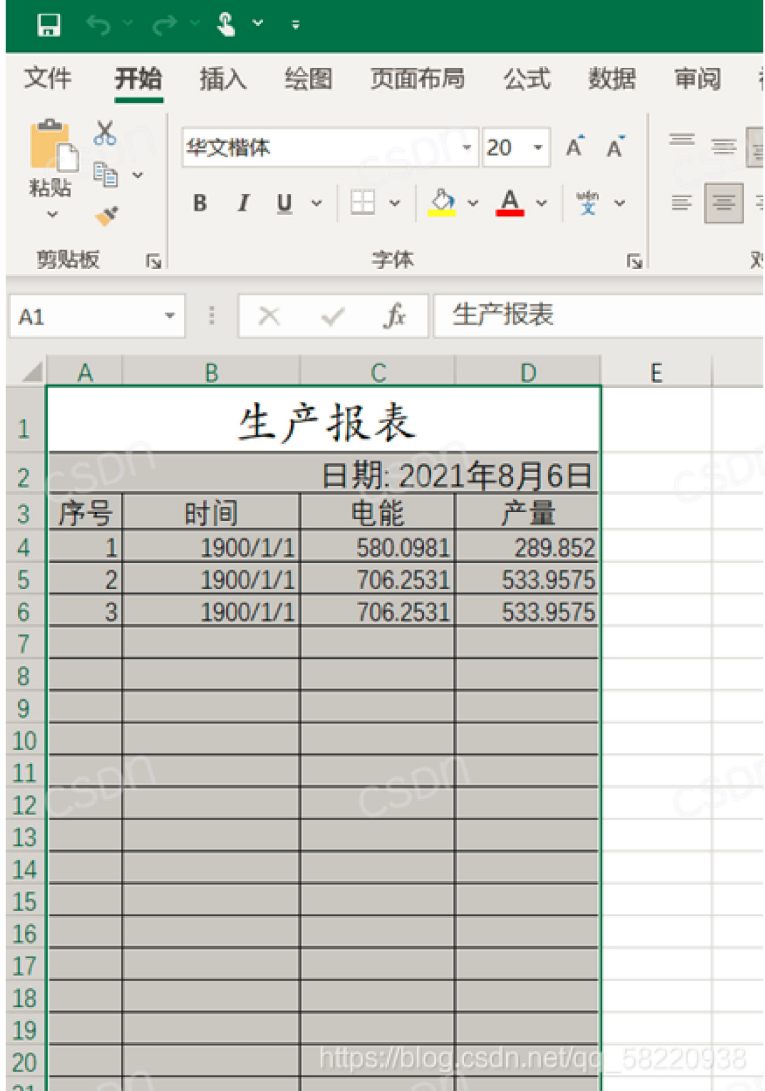 文件 开始 插入 绘图 页面布局 公式 数据 审阅
粘贴
华文楷体 20 A A
B I U A wén 文
剪贴板 字体
A1 fx 生产报表
A B C D E
1 生产报表
2 日期: 2021年8月6日
3 序号 时间 电能 产量
4 1 1900/1/1 580.0981 289.852
5 2 1900/1/1 706.2531 533.9575
6 3 1900/1/1 706.2531 533.9575
7
8
9
10
11
12
13
14
15
16
17
18
19
20
21
CSDN
https://blog.csdn.net/qq_58220938